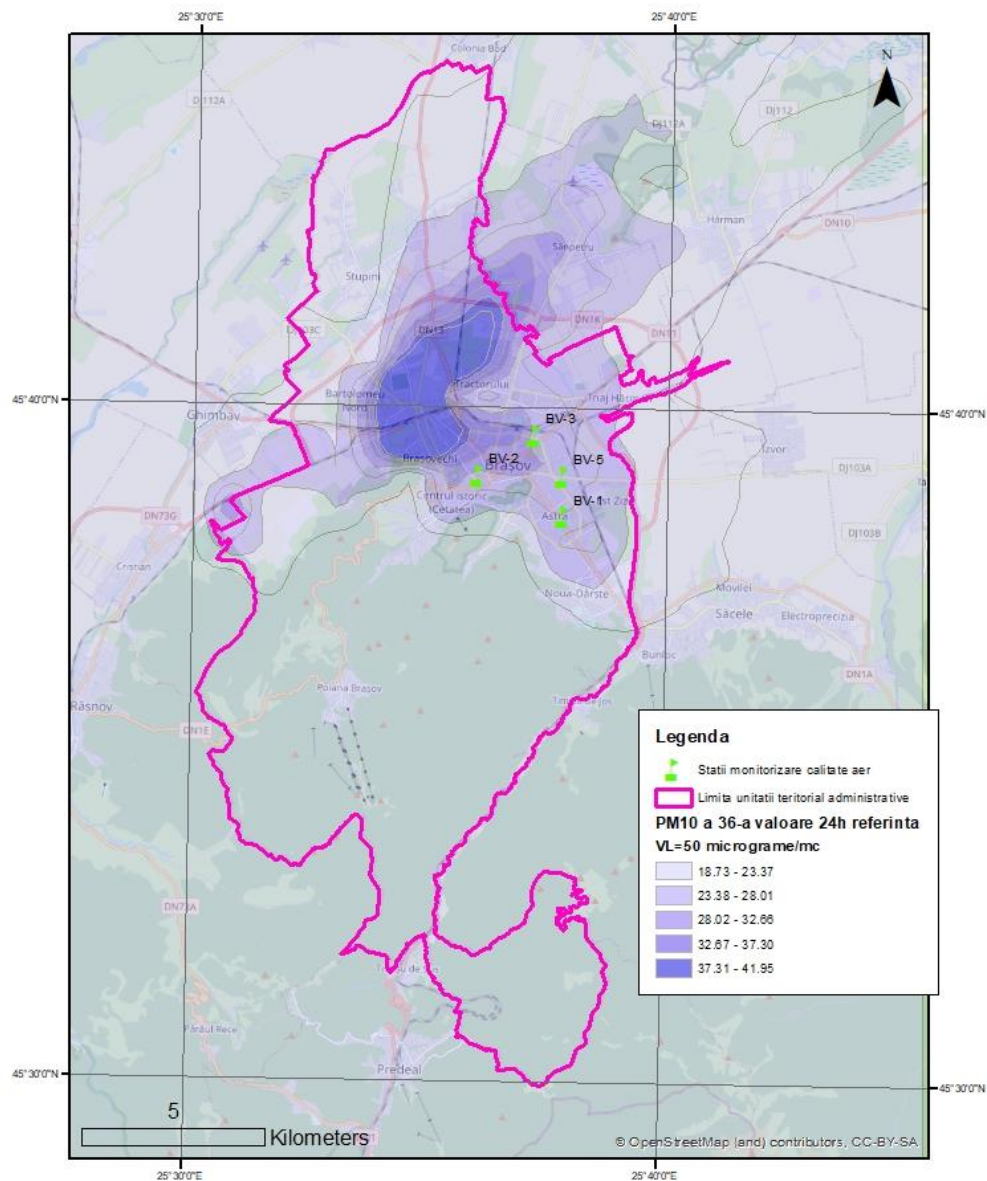 25°30'0"E
25°40'0"E
Colonia Bod
N
DJ112A
DJ112
DJ112A
Hărman
DN10
Sânpetru
Stupini
DJ103C
DN13
DN1K
DN11
Tractorului
Triaj Hărm
Bartolomeu
Nord
45°40'0"N
45°40'0"N
Ghimbav
BV-3
Brașovechi
BV-2
Brașov
BV-5
Izvor
DJ103A
Centrul istoric
(Cetatea)
BV-1
Astra
DN73G
DJ103B
Cristian
Noua-Dârste
Movilei
Săcele
Electroprecizia
Bunloc
DN1A
Poiana Brașov
Râșnov
DN1E
Legenda
Statii monitorizare calitate aer
Limita unitatii teritorial administrative
PM10 a 36-a valoare 24h referinta
VL=50 micrograme/mc
18.73 - 23.37
23.38 - 28.01
28.02 - 32.66
32.67 - 37.30
37.31 - 41.95
DN73A
Pârâul Rece
Predeal
45°30'0"N
45°30'0"N
5
Kilometers
© OpenStreetMap (and) contributors, CC-BY-SA
25°30'0"E
25°40'0"E